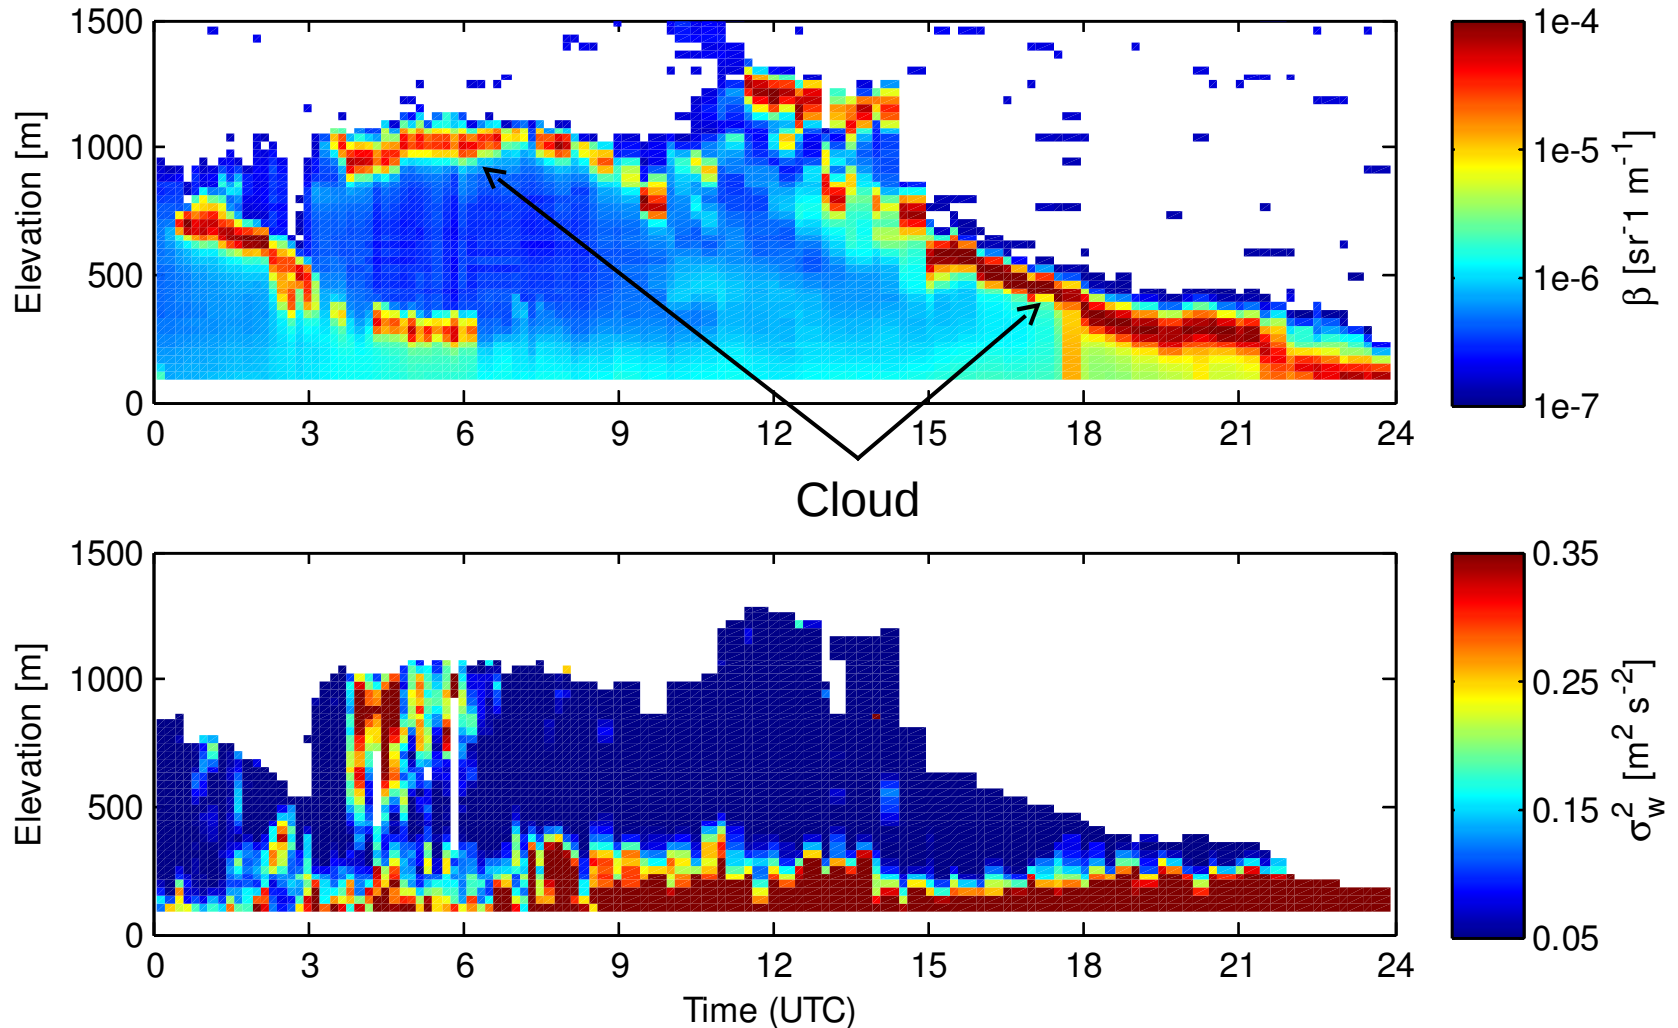 1500
1000
500
0
Elevation [m]
0 3 6 9 12 15 18 21 24
1e-4
1e-5
1e-6
1e-7
β [sr-1 m-1]
Cloud
1500
1000
500
0
Elevation [m]
0 3 6 9 12 15 18 21 24
Time (UTC)
0.35
0.25
0.15
0.05
σ²w [m² s-2]